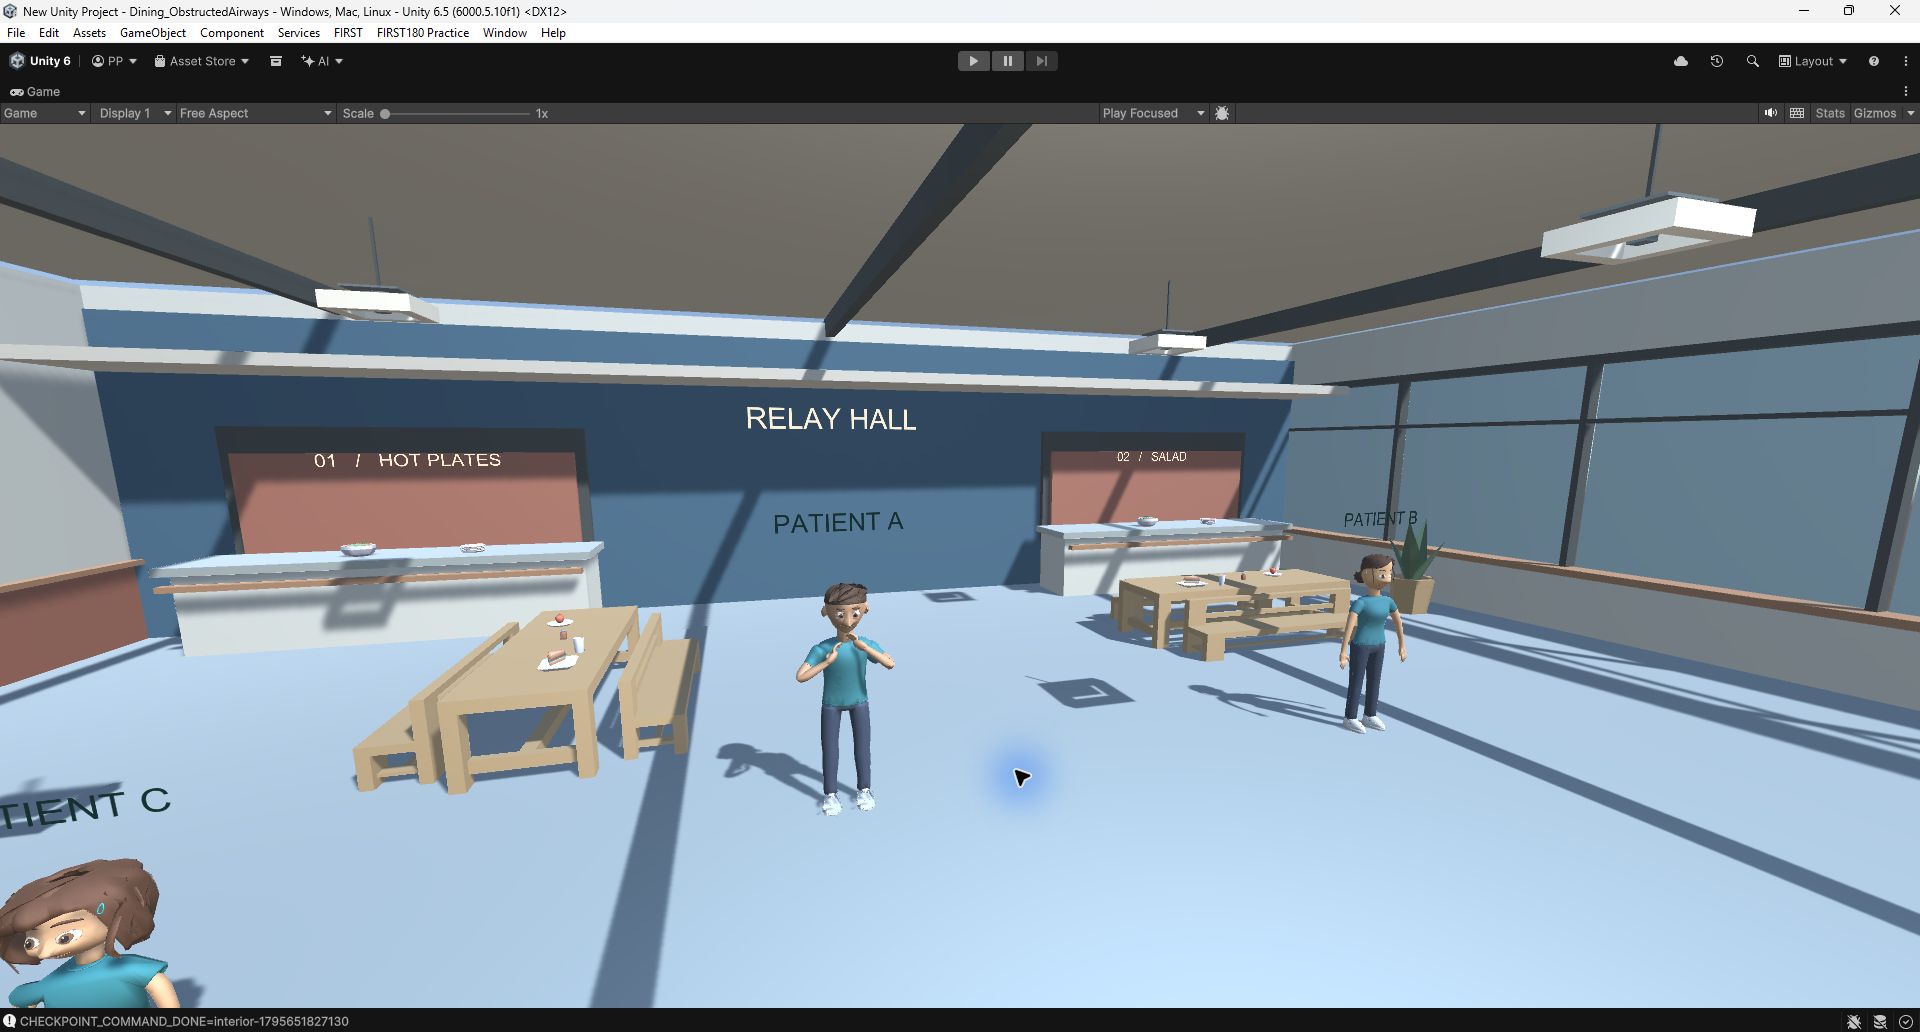 New Unity Project - Dining_ObstructedAirways - Windows, Mac, Linux - Unity 6.5 (6000.5.10f1) <DX12>
File Edit Assets GameObject Component Services FIRST FIRST180 Practice Window Help
Unity 6 PP Asset Store AI Layout
Game
Game Display 1 Free Aspect Scale 1x Play Focused Stats Gizmos
RELAY HALL
01 / HOT PLATES
02 / SALAD
PATIENT A
PATIENT B
TIENT C
CHECKPOINT_COMMAND_DONE=interior-1795651827130